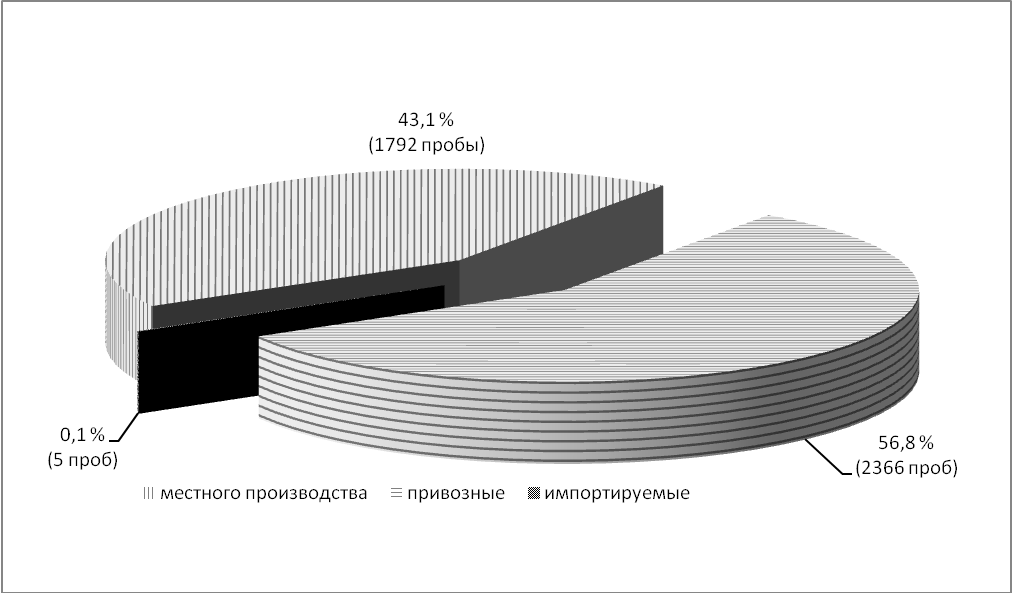 43,1 %
(1792 пробы)
0,1 %
(5 проб)
56,8 %
(2366 проб)
местного производства привозные импортируемые